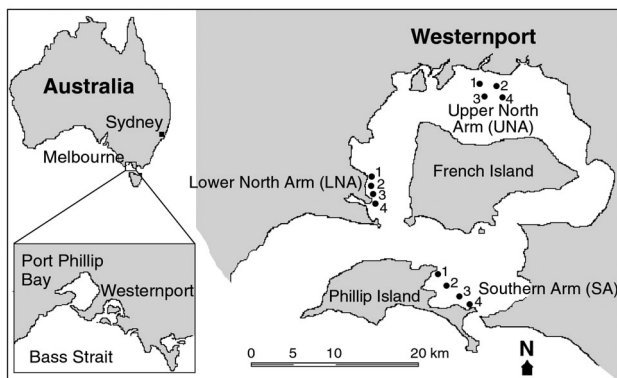 Australia
Sydney
Melbourne
Port Phillip
Bay
Westernport
Bass Strait
Westernport
1
2
3
4
Upper North
Arm (UNA)
Lower North Arm (LNA)
1
2
3
4
French Island
1
2
3
4
Southern Arm (SA)
Phillip Island
0 5 10 20 km
N